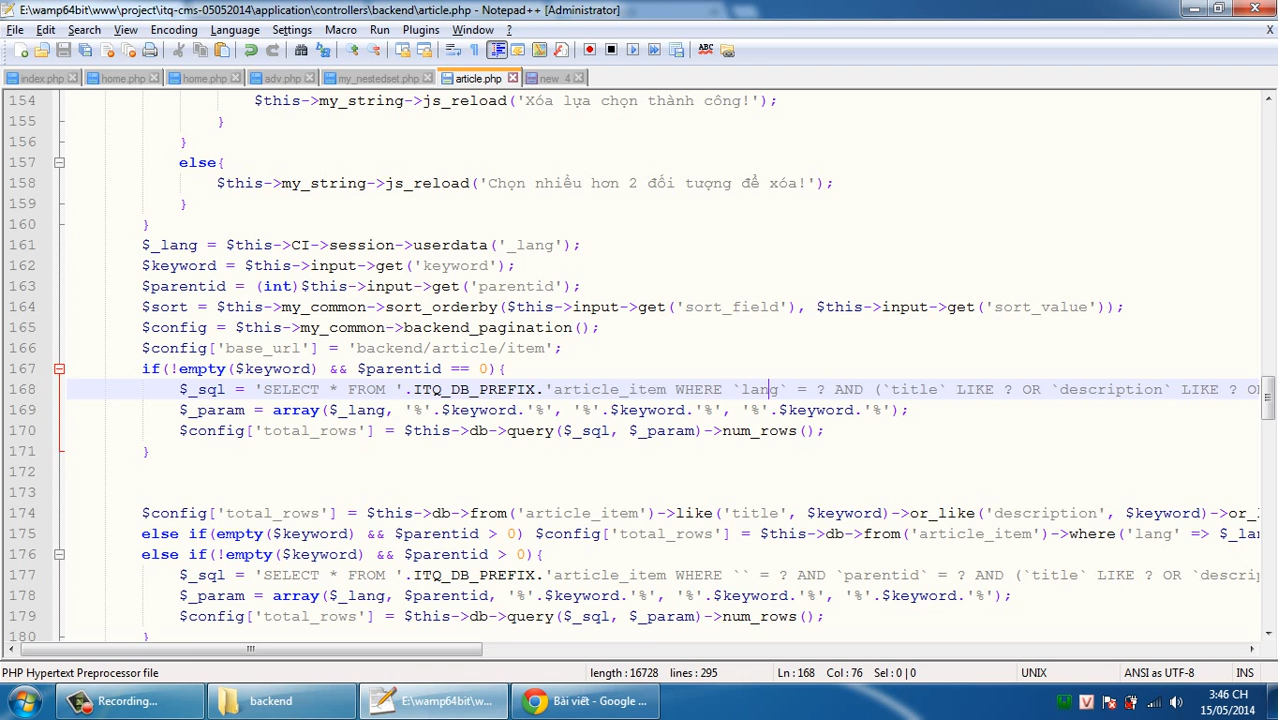 E:\wamp64bit\www\project\itq-cms-05052014\application\controllers\backend\article.php - Notepad++ [Administrator]
File Edit Search View Encoding Language Settings Macro Run Plugins Window ? X
index.php home.php home.php adv.php my_nestedset.php article.php new 4
154 $this->my_string->js_reload('Xóa lựa chọn thành công!');
155 }
156 }
157 else{
158 $this->my_string->js_reload('Chọn nhiều hơn 2 đối tượng để xóa!');
159 }
160 }
161 $_lang = $this->CI->session->userdata('_lang');
162 $keyword = $this->input->get('keyword');
163 $parentid = (int)$this->input->get('parentid');
164 $sort = $this->my_common->sort_orderby($this->input->get('sort_field'), $this->input->get('sort_value'));
165 $config = $this->my_common->backend_pagination();
166 $config['base_url'] = 'backend/article/item';
167 if(!empty($keyword) && $parentid == 0){
168 $_sql = 'SELECT * FROM '.ITQ_DB_PREFIX.'article_item WHERE `lang` = ? AND (`title` LIKE ? OR `description` LIKE ? O
169 $_param = array($_lang, '%'.$keyword.'%', '%'.$keyword.'%', '%'.$keyword.'%');
170 $config['total_rows'] = $this->db->query($_sql, $_param)->num_rows();
171 }
172
173
174 $config['total_rows'] = $this->db->from('article_item')->like('title', $keyword)->or_like('description', $keyword)->or_l
175 else if(empty($keyword) && $parentid > 0) $config['total_rows'] = $this->db->from('article_item')->where('lang' => $_lan
176 else if(!empty($keyword) && $parentid > 0){
177 $_sql = 'SELECT * FROM '.ITQ_DB_PREFIX.'article_item WHERE `` = ? AND `parentid` = ? AND (`title` LIKE ? OR `descrip
178 $_param = array($_lang, $parentid, '%'.$keyword.'%', '%'.$keyword.'%', '%'.$keyword.'%');
179 $config['total_rows'] = $this->db->query($_sql, $_param)->num_rows();
180 }
PHP Hypertext Preprocessor file length : 16728 lines : 295 Ln : 168 Col : 76 Sel : 0 | 0 UNIX ANSI as UTF-8 INS
Recording... backend E:\wamp64bit\w... Bài viết - Google ... 3:46 CH
15/05/2014